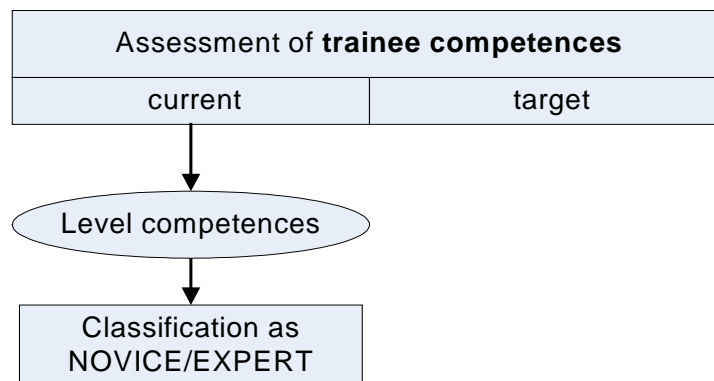 Assessment of trainee competences
current
target
Level competences
Classification as
NOVICE/EXPERT